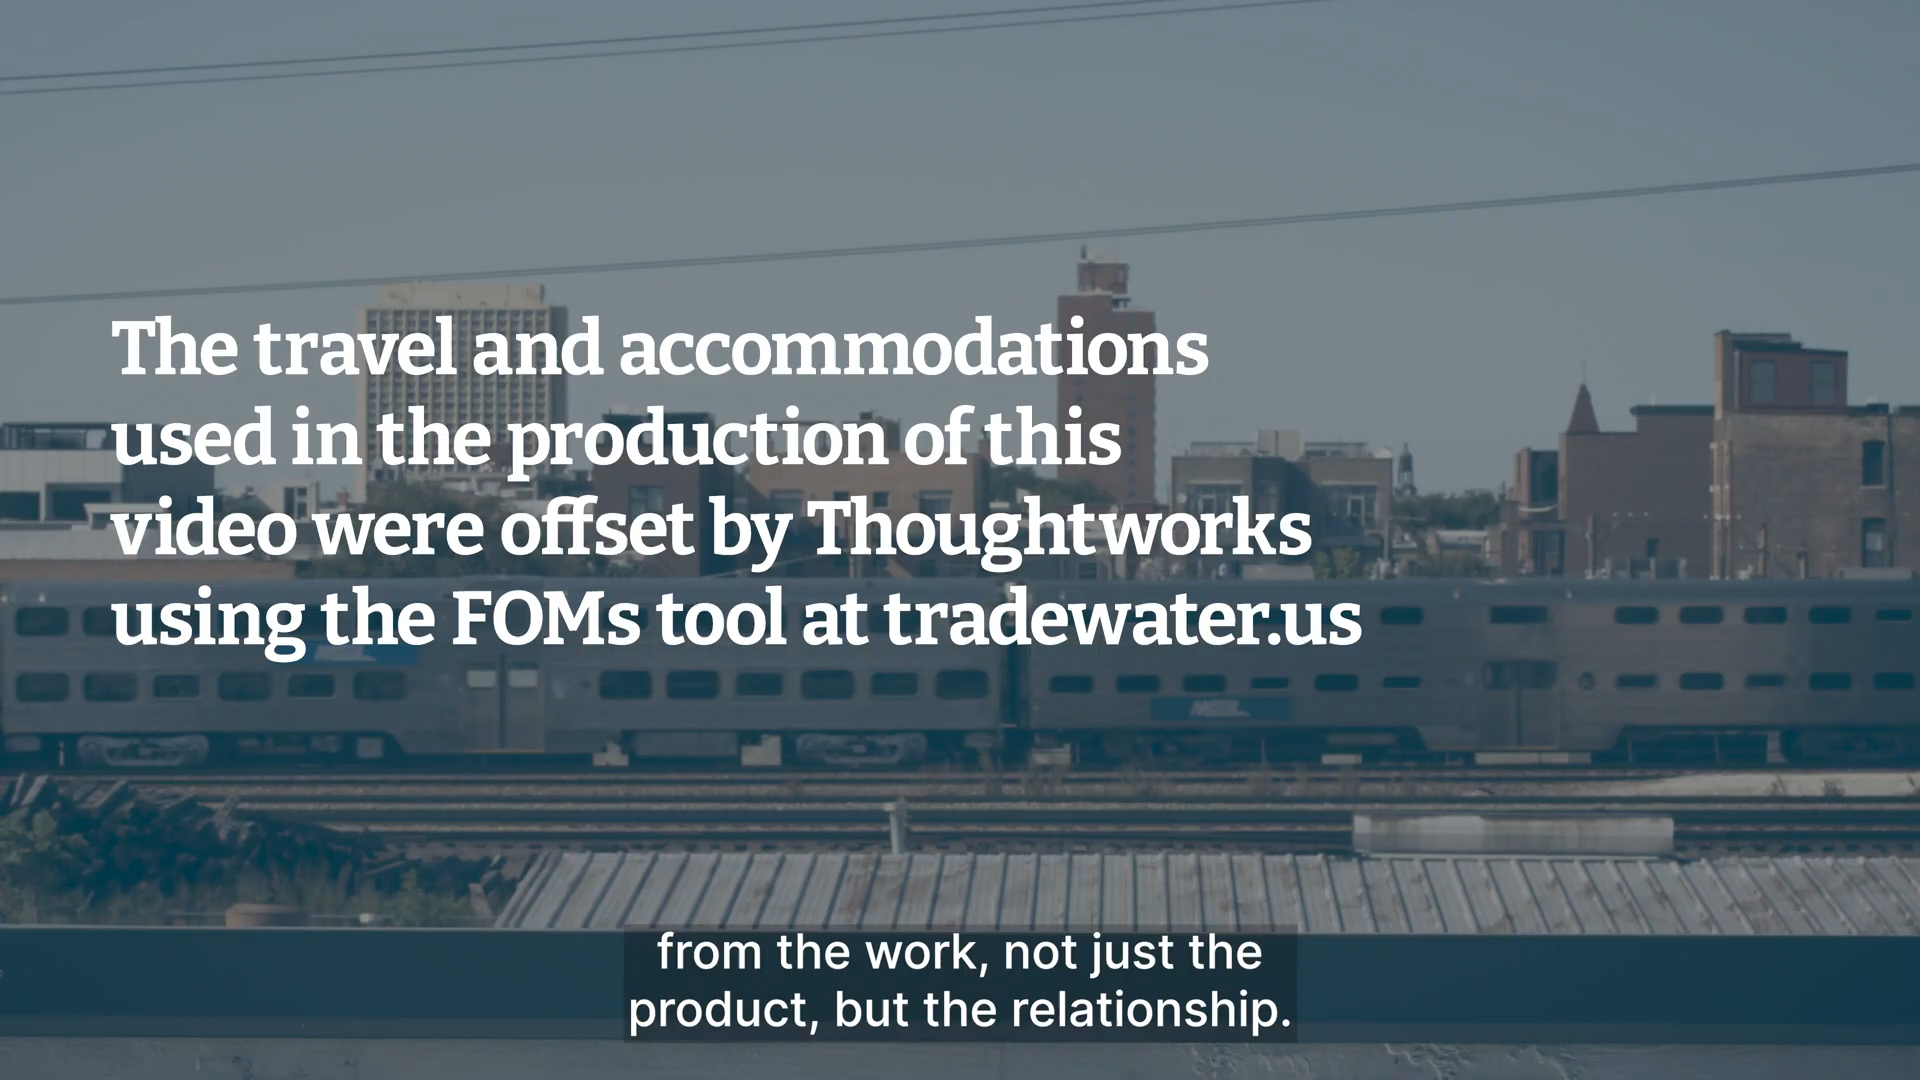 The travel and accommodations
used in the production of this
video were offset by Thoughtworks
using the FOMs tool at tradewater.us
from the work, not just the
product, but the relationship.